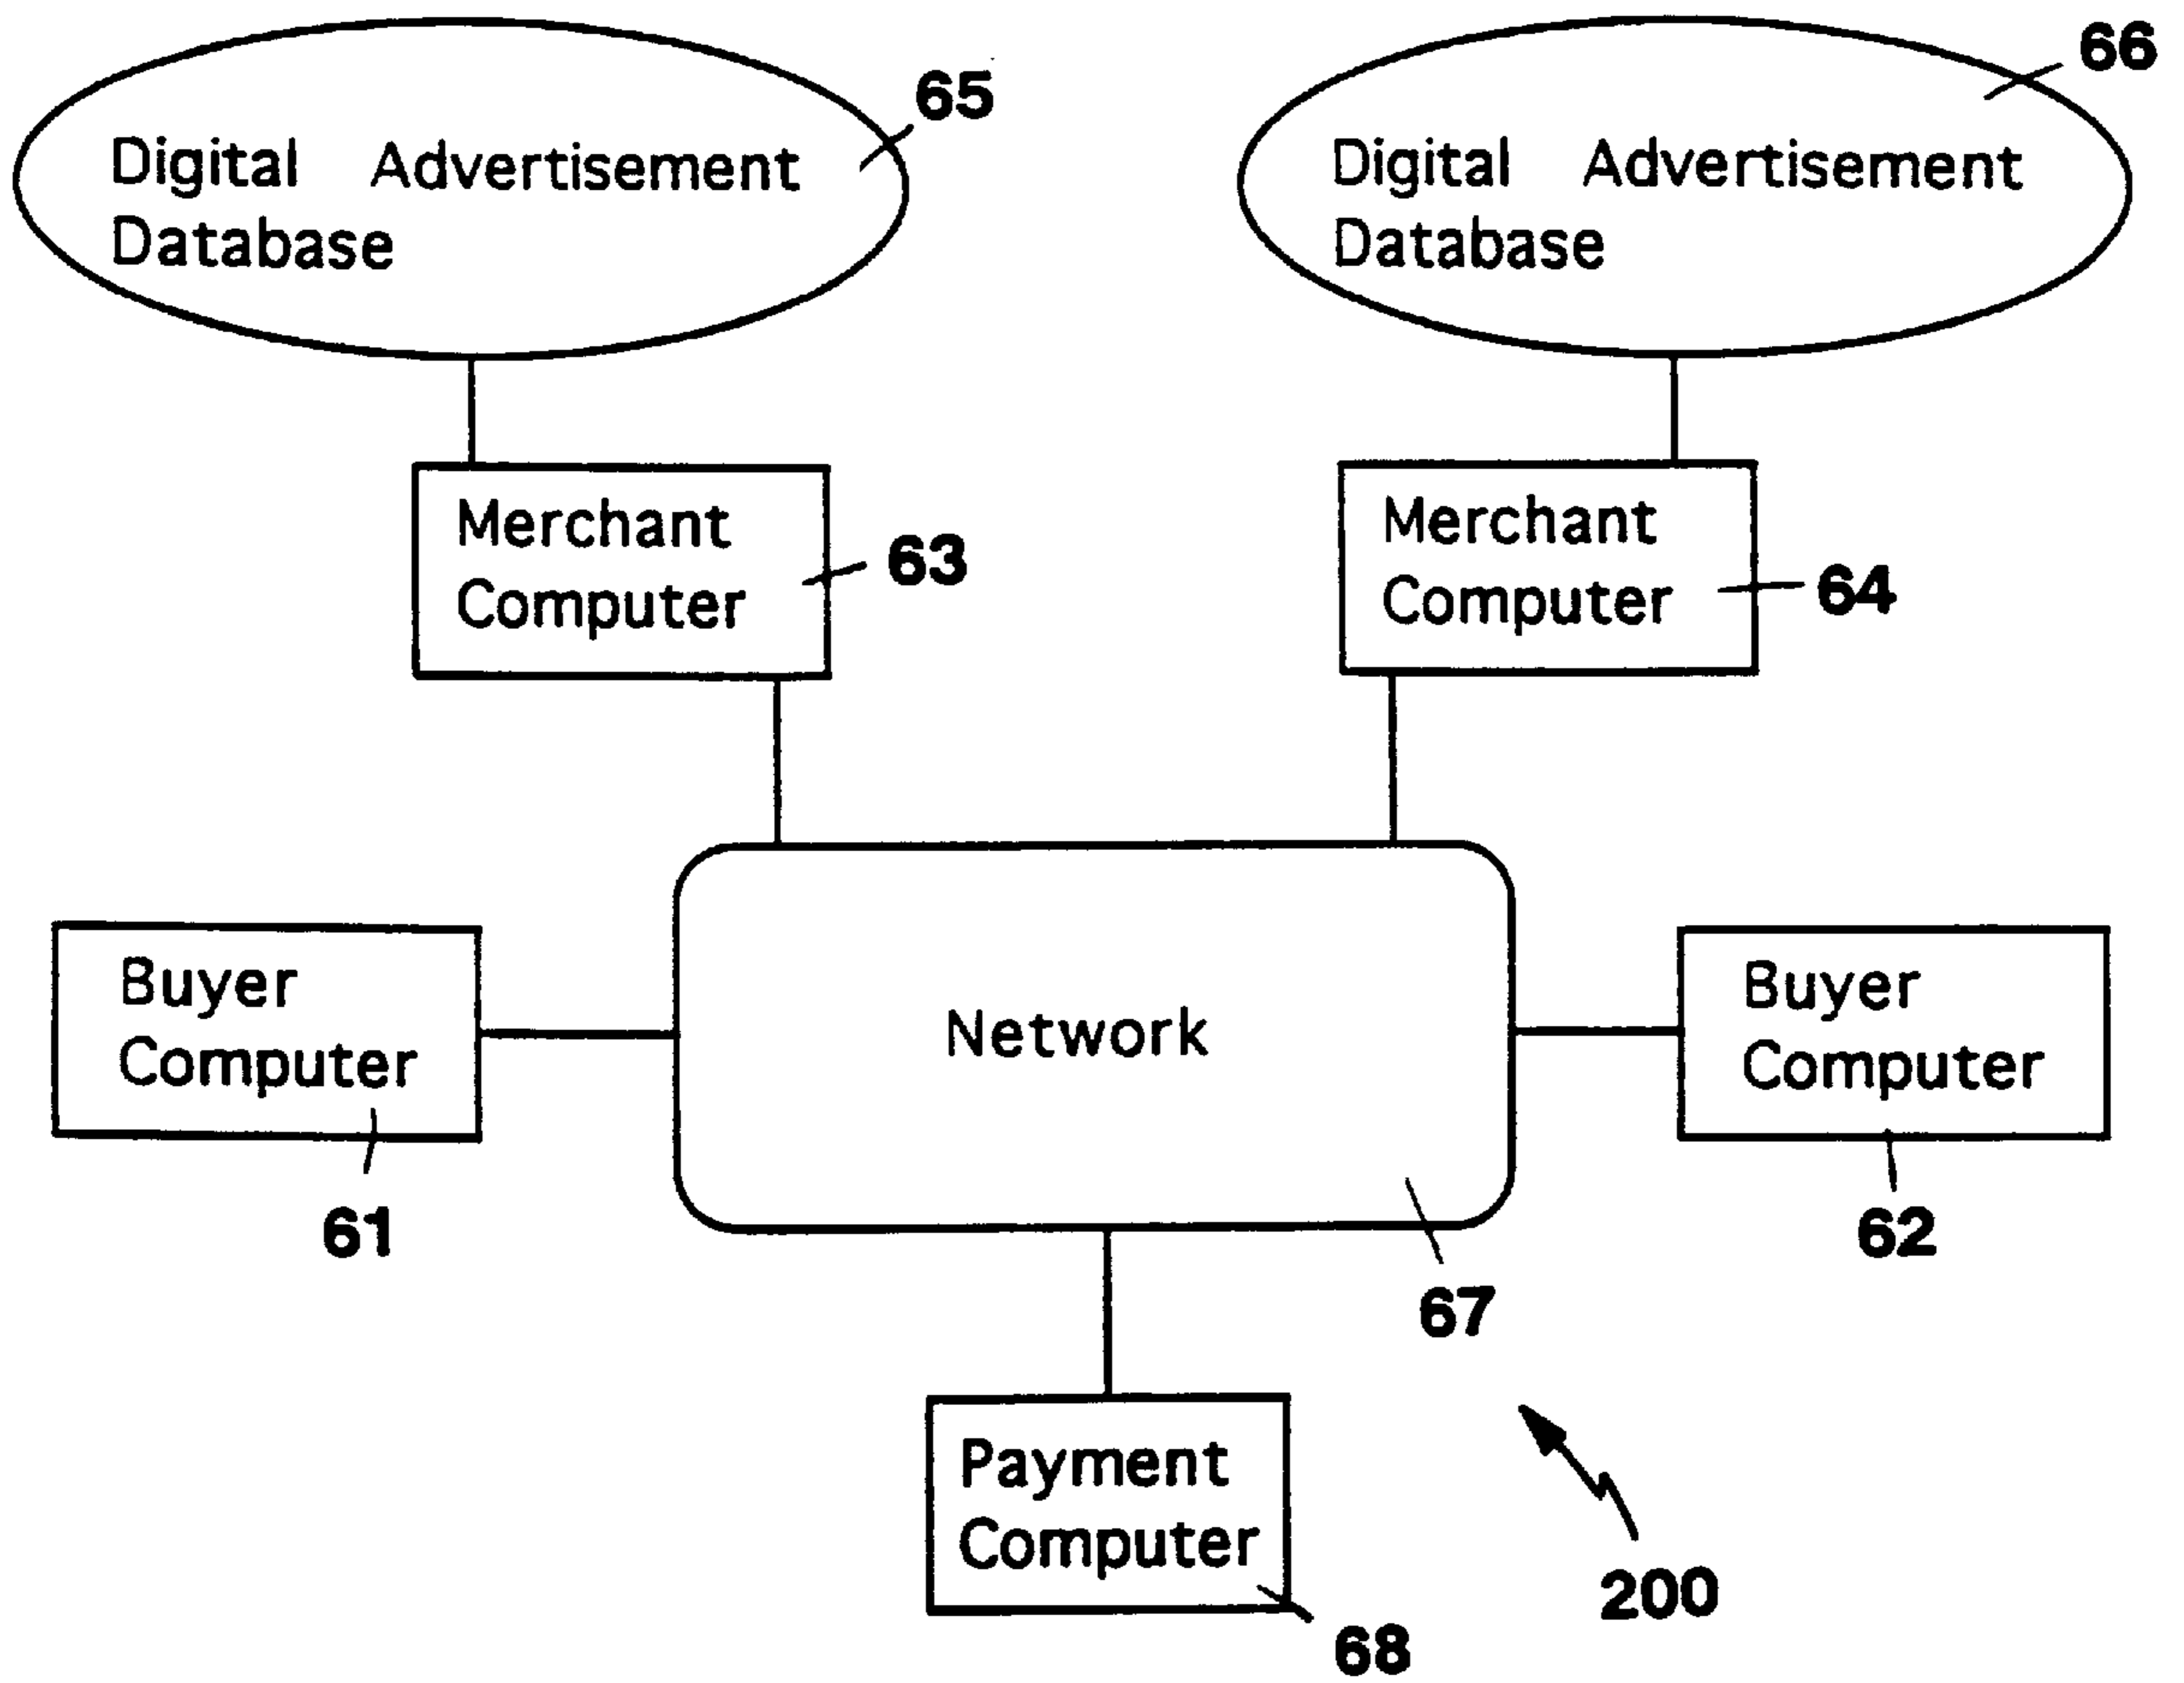 66
65
Digital Advertisement
Database
Digital Advertisement
Database
Merchant
Computer
63
Merchant
Computer
64
Buyer
Computer
61
Network
67
Buyer
Computer
62
Payment
Computer
68
200